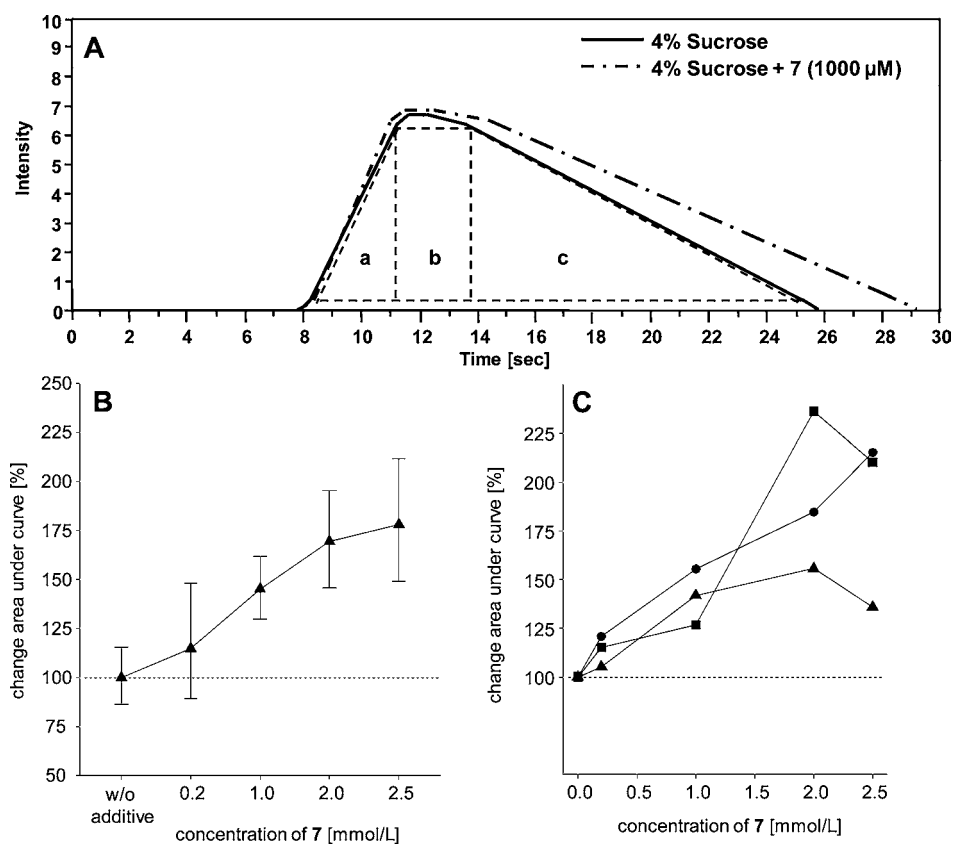 A
4% Sucrose
4% Sucrose + 7 (1000 µM)
Intensity
10
9
8
7
6
5
4
3
2
1
0
a b c
0 2 4 6 8 10 12 14 16 18 20 22 24 26 28 30
Time [sec]
B
change area under curve [%]
250
225
200
175
150
125
100
75
50
w/o additive 0.2 1.0 2.0 2.5
concentration of 7 [mmol/L]
C
change area under curve [%]
225
200
175
150
125
100
0.0 0.5 1.0 1.5 2.0 2.5
concentration of 7 [mmol/L]